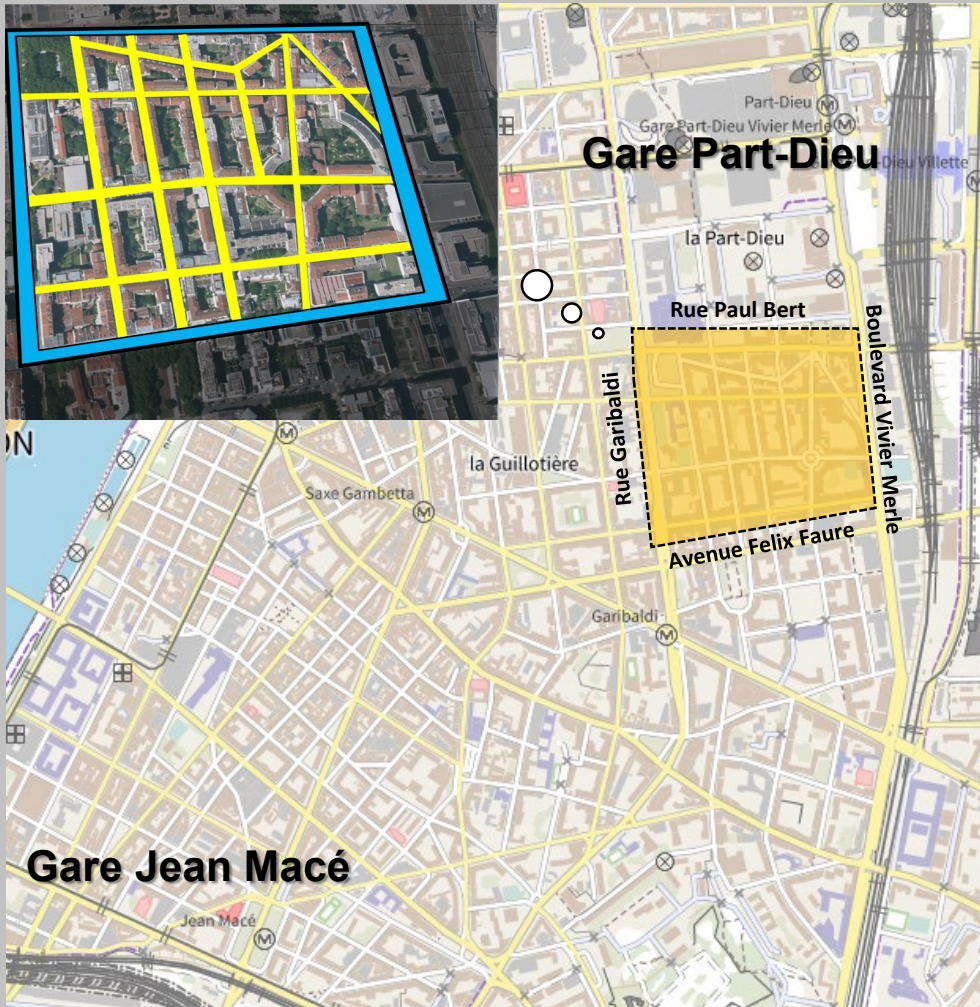 Part-Dieu
Gare Part-Dieu Vivier Merle
Gare Part-Dieu
-Dieu Villette
la Part-Dieu
Rue Paul Bert
Boulevard Vivier Merle
Rue Garibaldi
ON
la Guillotière
Saxe Gambetta
Avenue Felix Faure
Garibaldi
Gare Jean Macé
Jean Macé
M
M
M
M
M
M